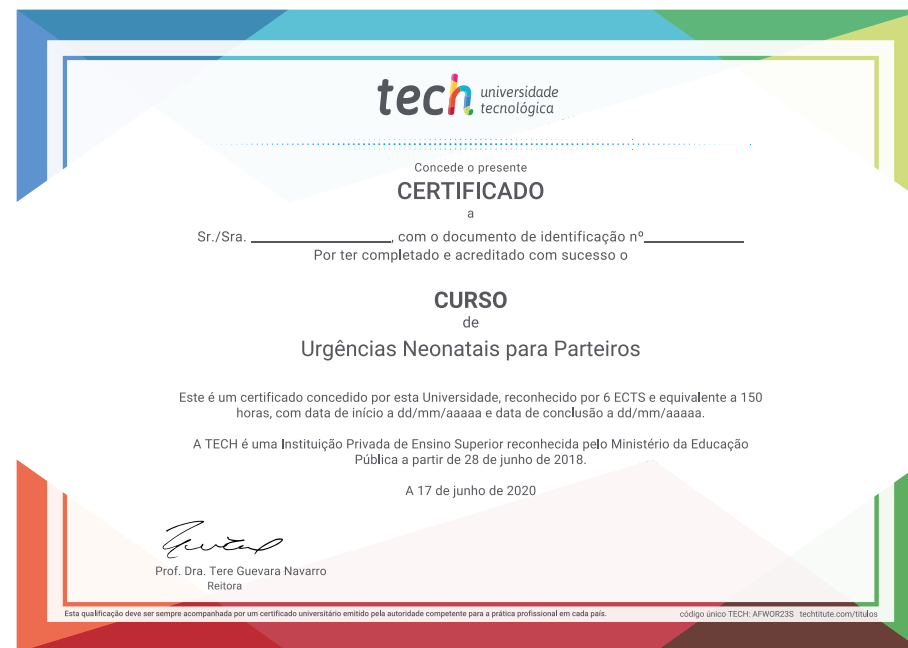 tech universidade
tecnológica
Concede o presente
CERTIFICADO
a
Sr./Sra. ____________, com o documento de identificação nº_________
Por ter completado e acreditado com sucesso o
CURSO
de
Urgências Neonatais para Parteiros
Este é um certificado concedido por esta Universidade, reconhecido por 6 ECTS e equivalente a 150
horas, com data de início a dd/mm/aaaaa e data de conclusão a dd/mm/aaaaa.
A TECH é uma Instituição Privada de Ensino Superior reconhecida pelo Ministério da Educação
Pública a partir de 28 de junho de 2018.
A 17 de junho de 2020
Prof. Dra. Tere Guevara Navarro
Reitora
Esta qualificação deve ser sempre acompanhada por um certificado universitário emitido pela autoridade competente para a prática profissional em cada país. código único TECH: AFWOR23S techtitute.com/titulos